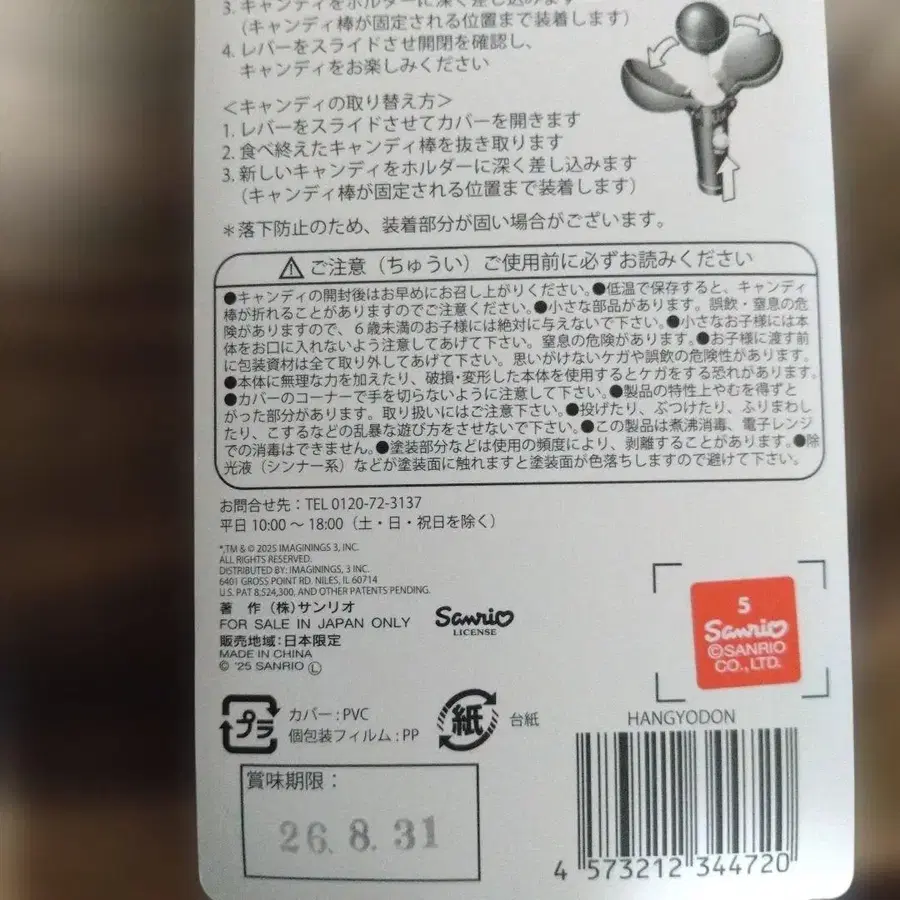 3. キャンディをホルダーに深く差し込みます
(キャンディ棒が固定される位置まで装着します)
4. レバーをスライドさせ開閉を確認し、
キャンディをお楽しみください
＜キャンディの取り替え方＞
1. レバーをスライドさせてカバーを開きます
2. 食べ終えたキャンディ棒を抜き取ります
3. 新しいキャンディをホルダーに深く差し込みます
(キャンディ棒が固定される位置まで装着します)
＊落下防止のため、装着部分が固い場合がございます。
⚠ ご注意（ちゅうい）ご使用前に必ずお読みください
●キャンディの開封後はお早めにお召し上がりください。●低温で保存すると、キャンディ
棒が折れることがありますのでご注意ください。●小さな部品があります。誤飲・窒息の危
険がありますので、６歳未満のお子様には絶対に与えないで下さい。●小さなお子様には本
体をお口に入れないよう注意してあげて下さい。窒息の危険があります。●お子様に渡す前
に包装資材は全て取り外してあげて下さい。思いがけないケガや誤飲の危険性があります。
●本体に無理な力を加えたり、破損・変形した本体を使用するとケガをする恐れがあります。
●カバーのコーナーで手を切らないように注意して下さい。●製品の特性上やむを得ずと
がった部分があります。取り扱いにはご注意下さい。●投げたり、ぶつけたり、ふりまわし
たり、こするなどの乱暴な遊び方をさせないで下さい。●この製品は煮沸消毒、電子レンジ
での消毒はできません。●塗装部分などは使用の頻度により、剥離することがあります。●除
光液（シンナー系）などが塗装面に触れますと塗装面が色落ちしますので避けて下さい。
お問合せ先：TEL 0120-72-3137
平日 10:00 ～ 18:00（土・日・祝日を除く）
*,TM & © 2025 IMAGININGS 3, INC.
ALL RIGHTS RESERVED.
DISTRIBUTED BY: IMAGININGS, 3 INC.
6401 GROSS POINT RD. NILES, IL 60714
U.S. PAT 8,524,300, AND OTHER PATENTS PENDING.
著 作（株）サンリオ
FOR SALE IN JAPAN ONLY
販売地域：日本限定
MADE IN CHINA
© '25 SANRIO Ⓛ
Sanrio
LICENSE
5
Sanrio
©SANRIO
CO., LTD.
プラ
カバー：PVC
個包装フィルム：PP
紙
台紙
HANGYODON
賞味期限：
26. 8. 31
4 573212 344720